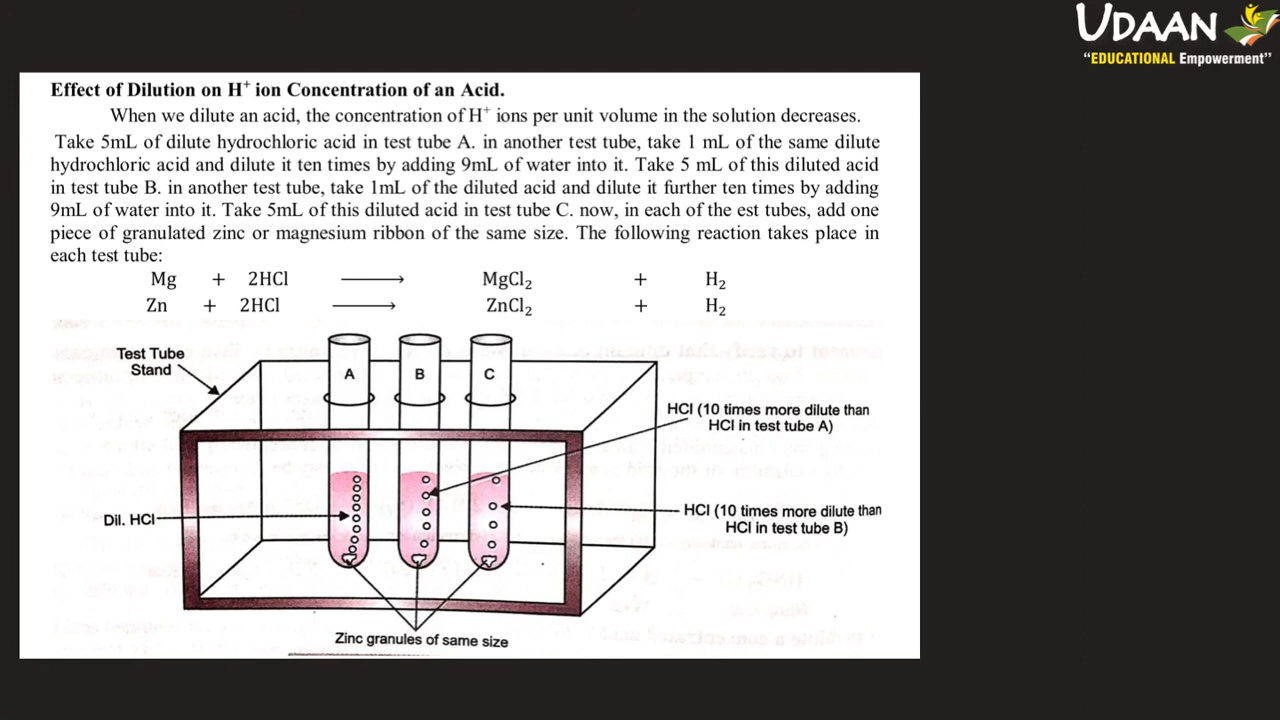 UDAAN
"EDUCATIONAL Empowerment"
Effect of Dilution on H⁺ ion Concentration of an Acid.
When we dilute an acid, the concentration of H⁺ ions per unit volume in the solution decreases.
Take 5mL of dilute hydrochloric acid in test tube A. in another test tube, take 1 mL of the same dilute
hydrochloric acid and dilute it ten times by adding 9mL of water into it. Take 5 mL of this diluted acid
in test tube B. in another test tube, take 1mL of the diluted acid and dilute it further ten times by adding
9mL of water into it. Take 5mL of this diluted acid in test tube C. now, in each of the est tubes, add one
piece of granulated zinc or magnesium ribbon of the same size. The following reaction takes place in
each test tube:
Mg + 2HCl ⟶ MgCl₂ + H₂
Zn + 2HCl ⟶ ZnCl₂ + H₂
Test Tube
Stand
A
B
C
HCl (10 times more dilute than
HCl in test tube A)
Dil. HCl
HCl (10 times more dilute than
HCl in test tube B)
Zinc granules of same size